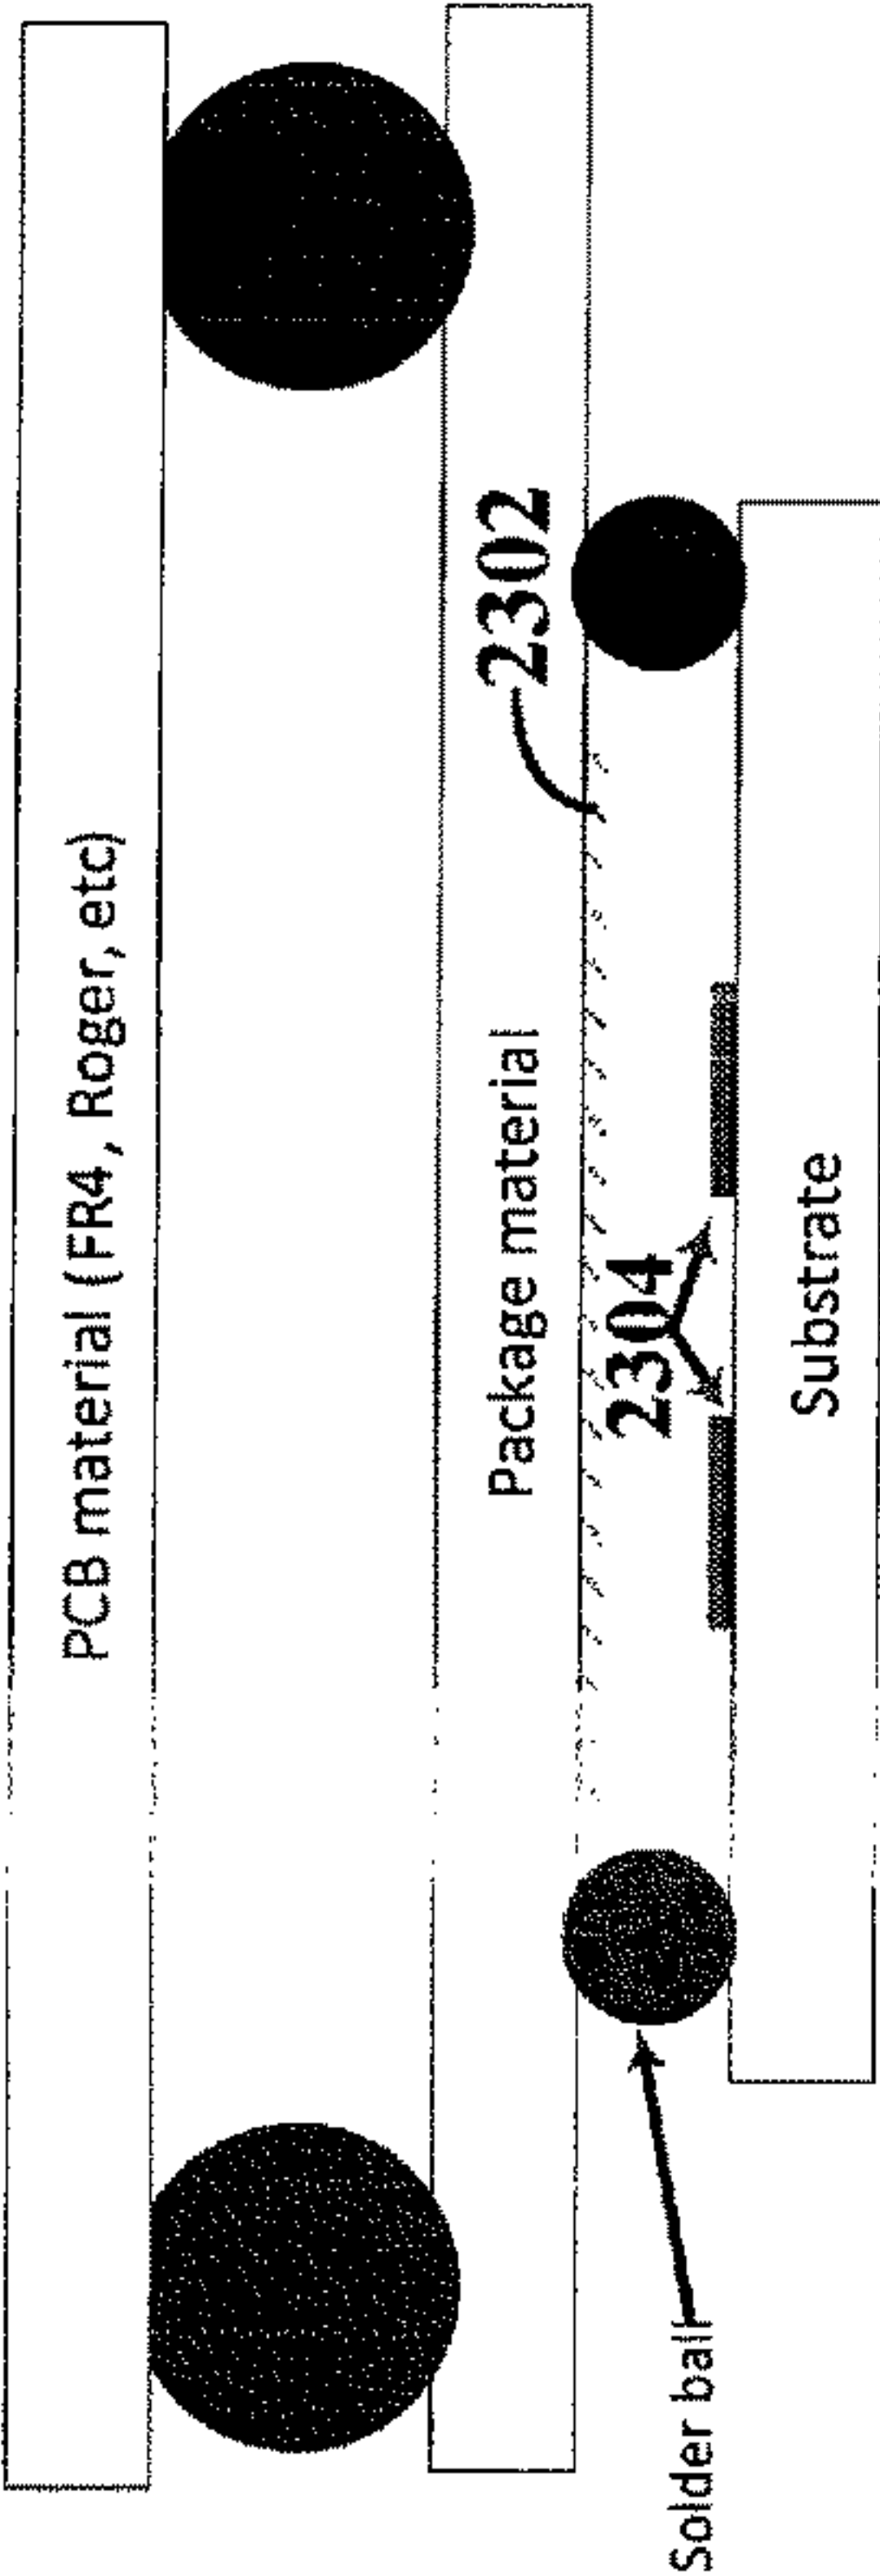 PCB material (FR4, Roger, etc)
2302
Package material
2304
Substrate
Solder ball